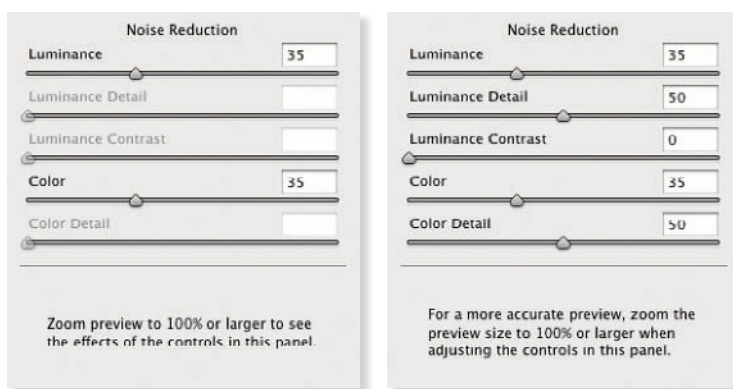 Noise Reduction
Luminance 35
Luminance Detail
Luminance Contrast
Color 35
Color Detail
Zoom preview to 100% or larger to see
the effects of the controls in this panel.
Noise Reduction
Luminance 35
Luminance Detail 50
Luminance Contrast 0
Color 35
Color Detail 50
For a more accurate preview, zoom the
preview size to 100% or larger when
adjusting the controls in this panel.